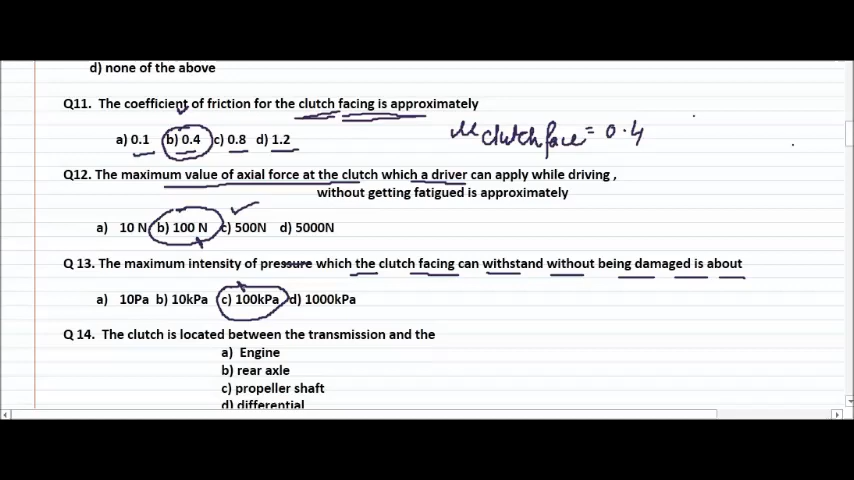 d) none of the above
Q11. The coefficient of friction for the clutch facing is approximately
a) 0.1 b) 0.4 c) 0.8 d) 1.2
μ clutch face = 0.4
Q12. The maximum value of axial force at the clutch which a driver can apply while driving ,
without getting fatigued is approximately
a) 10 N b) 100 N c) 500N d) 5000N
Q 13. The maximum intensity of pressure which the clutch facing can withstand without being damaged is about
a) 10Pa b) 10kPa c) 100kPa d) 1000kPa
Q 14. The clutch is located between the transmission and the
a) Engine
b) rear axle
c) propeller shaft
d) differential